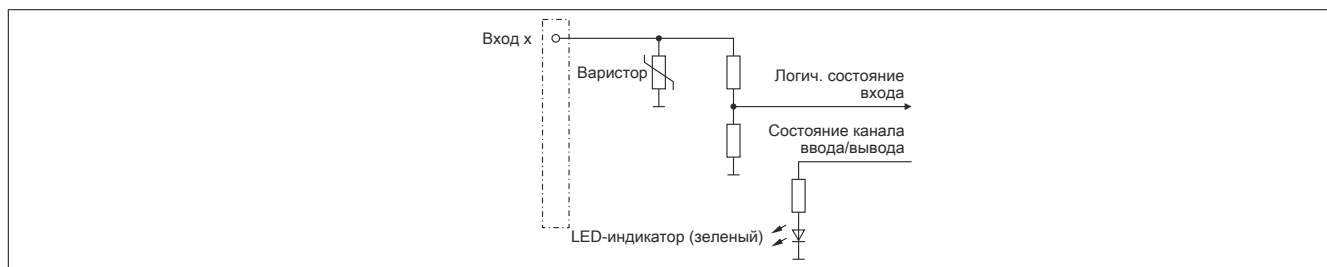 Вход x
Варистор
Логич. состояние
входа
Состояние канала
ввода/вывода
LED-индикатор (зеленый)